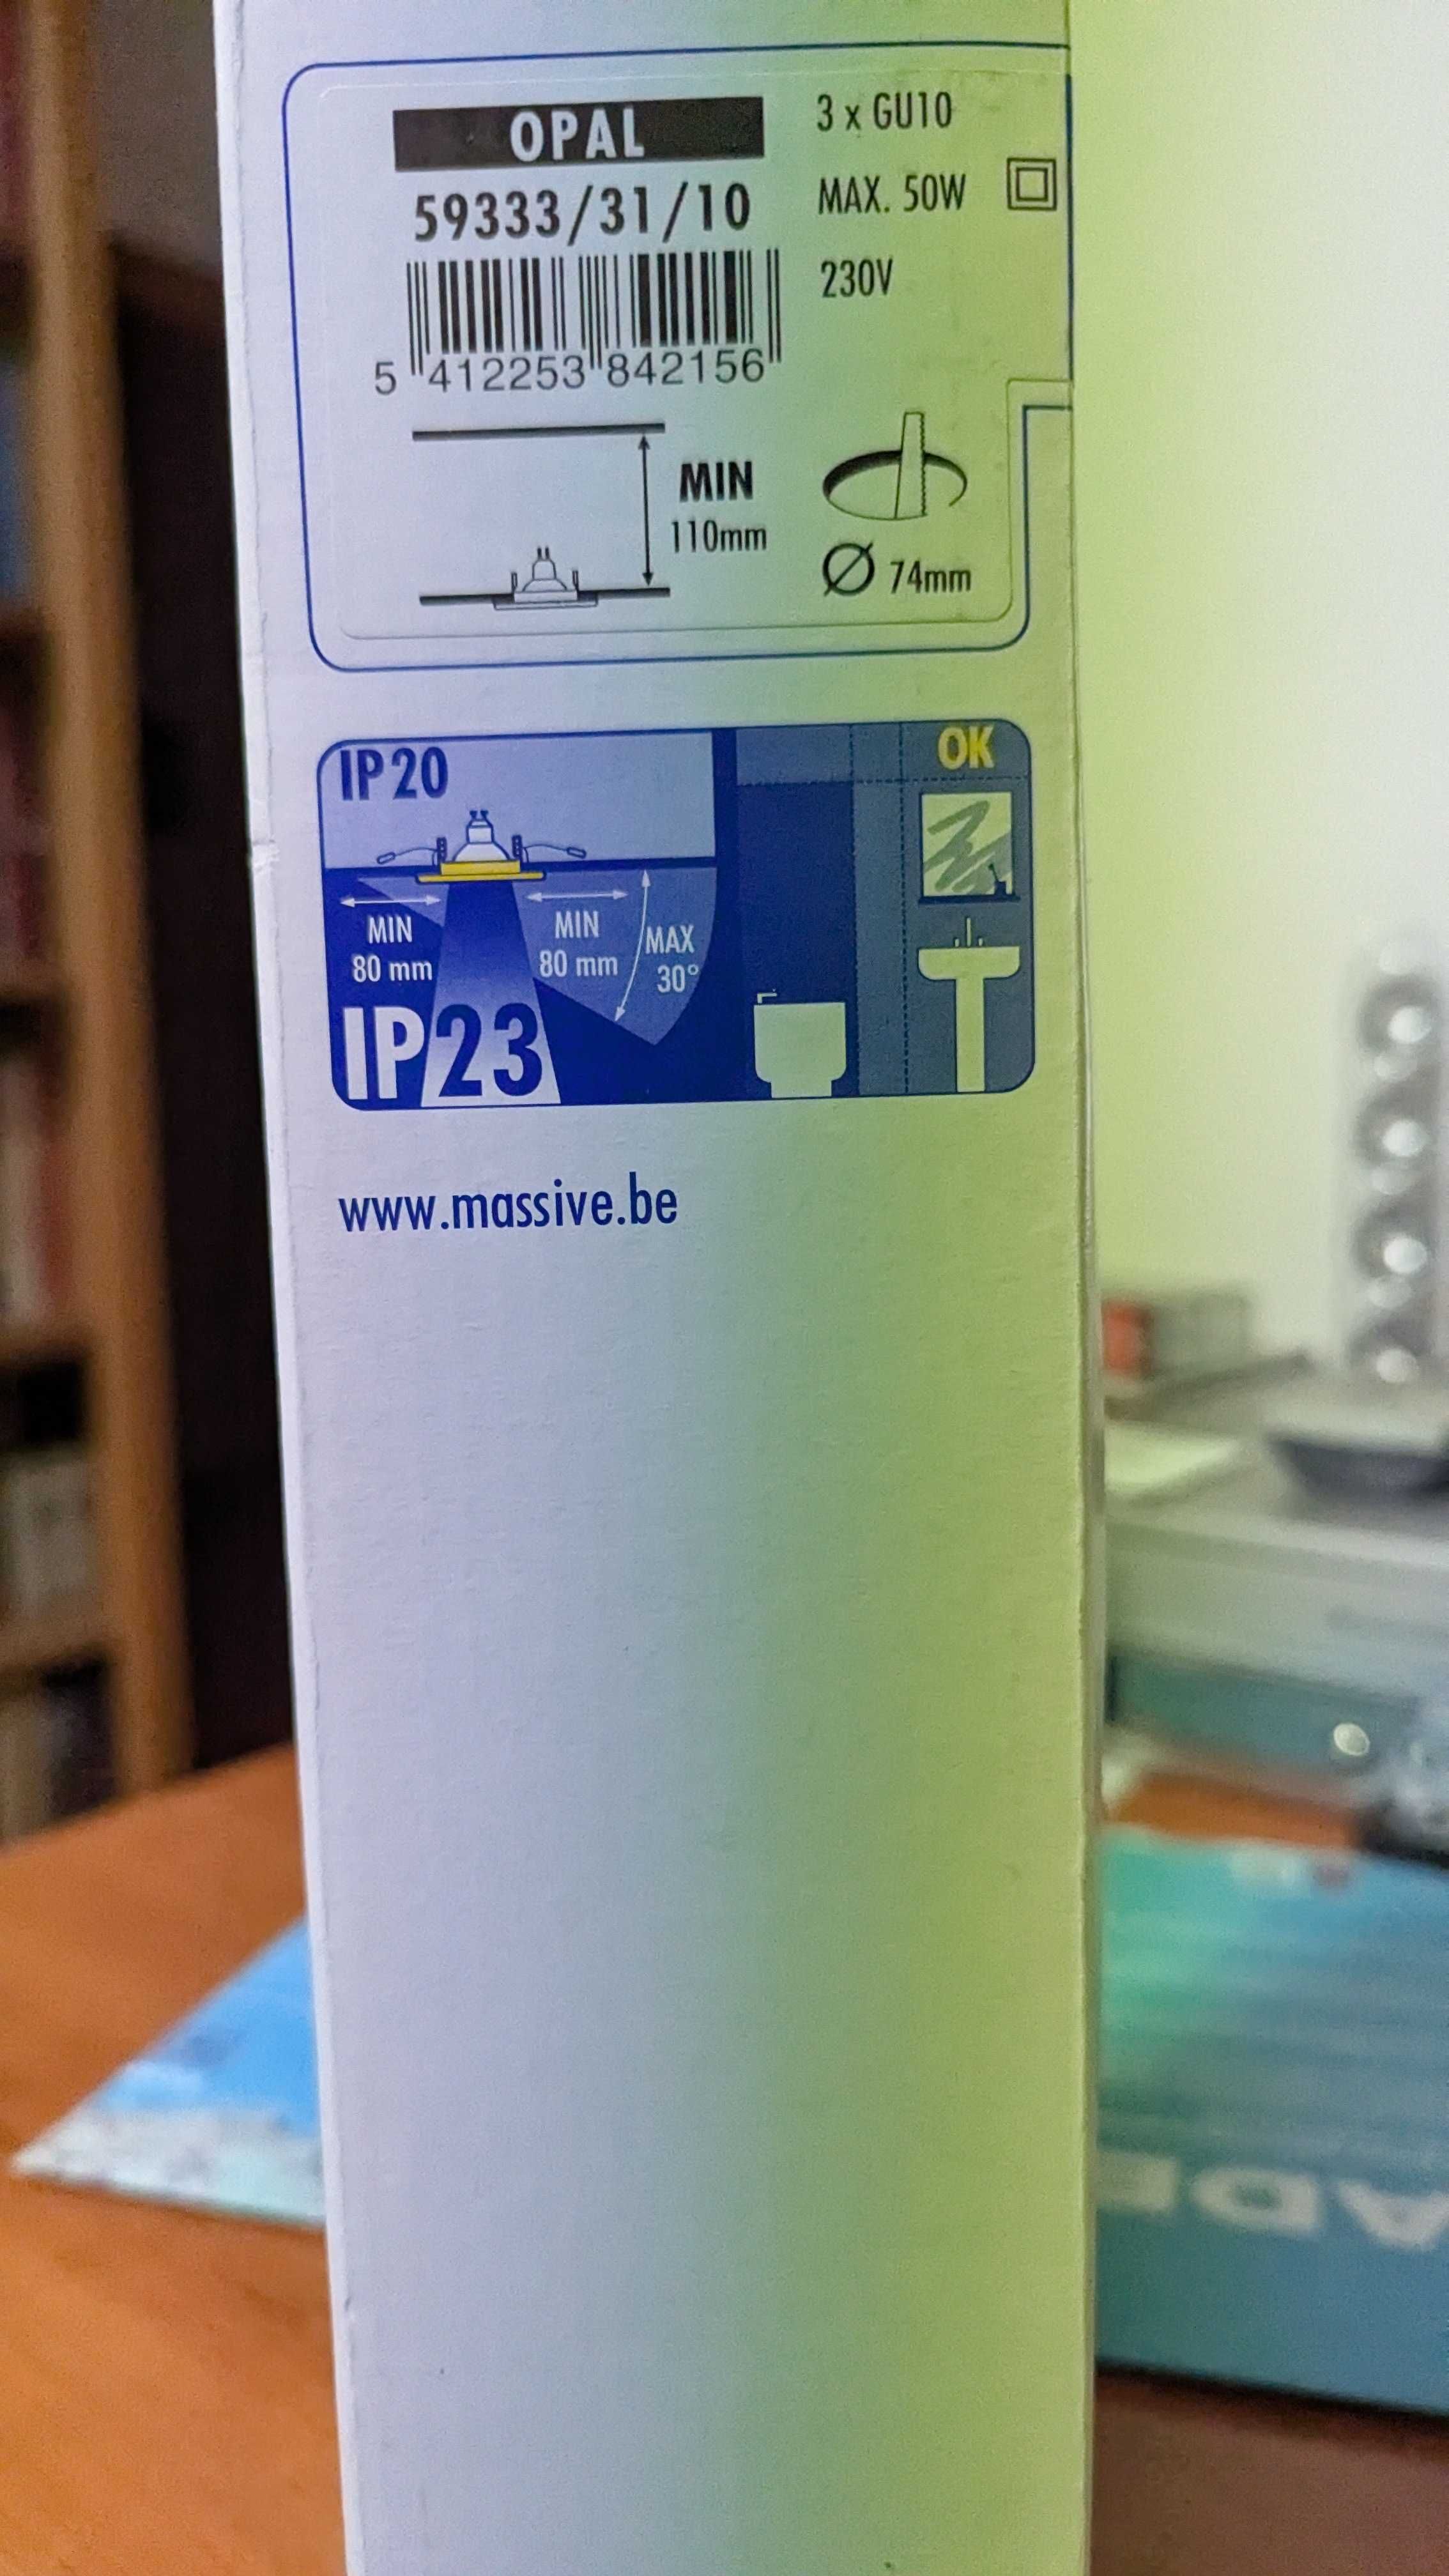 OPAL
59333/31/10
5 412253 842156
3 x GU10
MAX. 50W
230V
MIN
110mm
Ø 74mm
IP20
OK
MIN
80 mm
MIN
80 mm
MAX
30°
IP23
www.massive.be
ADE